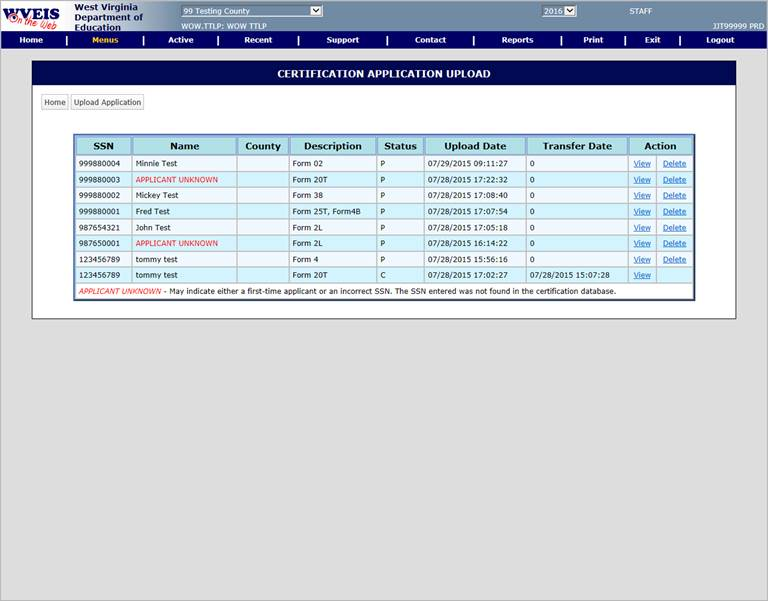 WVEIS
on the Web
West Virginia
Department of
Education
99 Testing County
2016
STAFF
WOW.TTLP: WOW TTLP
JJT99999 PRD
Home | Menus | Active | Recent | Support | Contact | Reports | Print | Exit | Logout
CERTIFICATION APPLICATION UPLOAD
Home Upload Application
SSN Name County Description Status Upload Date Transfer Date Action
999880004 Minnie Test Form 02 P 07/29/2015 09:11:27 0 View Delete
999880003 APPLICANT UNKNOWN Form 20T P 07/28/2015 17:22:32 0 View Delete
999880002 Mickey Test Form 38 P 07/28/2015 17:08:40 0 View Delete
999880001 Fred Test Form 25T, Form4B P 07/28/2015 17:07:54 0 View Delete
987654321 John Test Form 2L P 07/28/2015 17:05:18 0 View Delete
987650001 APPLICANT UNKNOWN Form 2L P 07/28/2015 16:14:22 0 View Delete
123456789 tommy test Form 4 P 07/28/2015 15:56:16 0 View Delete
123456789 tommy test Form 20T C 07/28/2015 17:02:27 07/28/2015 15:07:28 View
APPLICANT UNKNOWN - May indicate either a first-time applicant or an incorrect SSN. The SSN entered was not found in the certification database.